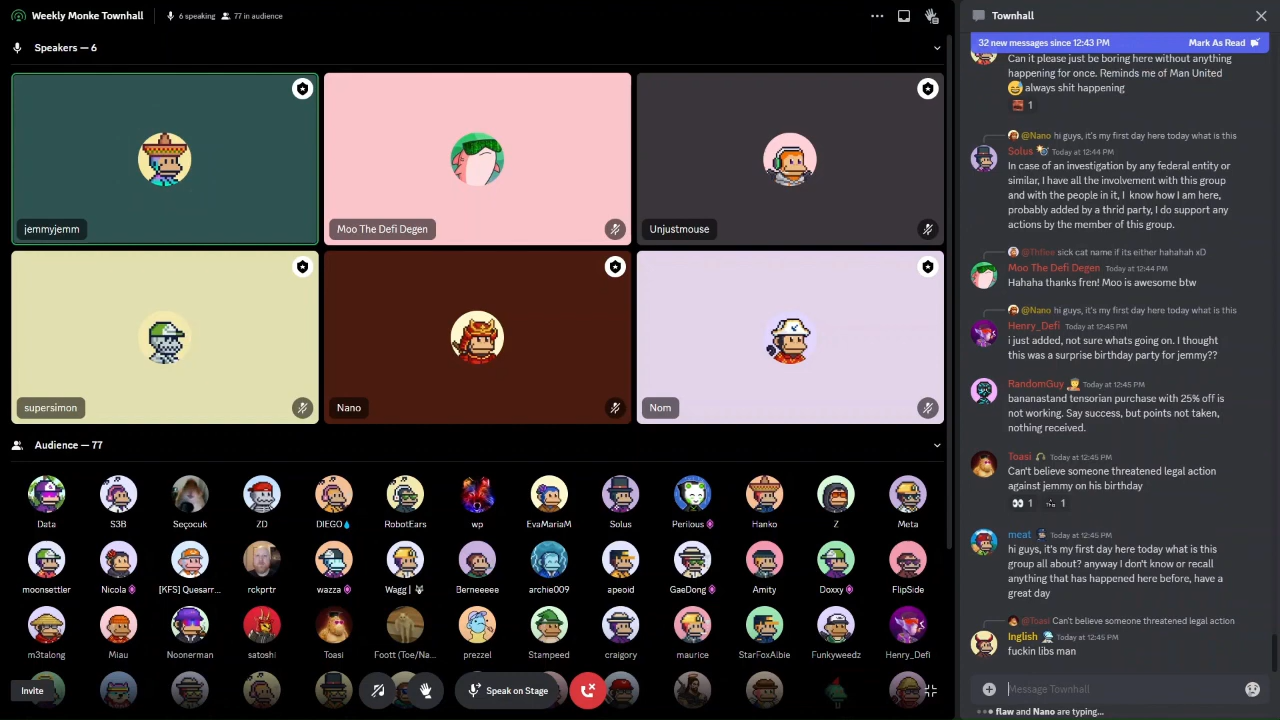 Weekly Monke Townhall
6 speaking 77 in audience
Speakers — 6
jemmyjemm
Moo The Defi Degen
Unjustmouse
supersimon
Nano
Nom
Audience — 77
Data S3B Seçocuk ZD DIEGO RobotEars wp EvaMariaM Solus Perilous Hanko Z Meta
moonsettler Nicola [KFS] Quesarr... rckprtr wazza Wagg | Berneeeee archie009 apeoid GaeDong Amity Doxxy FlipSide
m3talong Miau Noonerman satoshi Toasi Foott (Toe/Na... prezzel Stampeed craigory maurice StarFoxAlbie Funkyweedz Henry_Defi
Invite
Speak on Stage
Townhall
32 new messages since 12:43 PM Mark As Read
Can it please just be boring here without anything
happening for once. Reminds me of Man United
always shit happening
1
@Nano hi guys, it's my first day here today what is this
Solus Today at 12:44 PM
In case of an investigation by any federal entity or
similar, I have all the involvement with this group
and with the people in it, I know how I am here,
probably added by a thrid party, I do support any
actions by the member of this group.
sick cat name if its either hahahah xD
Moo The Defi Degen Today at 12:44 PM
Hahaha thanks fren! Moo is awesome btw
@Nano hi guys, it's my first day here today what is this
Henry_Defi Today at 12:45 PM
i just added, not sure whats going on. I thought
this was a surprise birthday party for jemmy??
RandomGuy Today at 12:45 PM
bananastand tensorian purchase with 25% off is
not working. Say success, but points not taken,
nothing received.
Toasi Today at 12:45 PM
Can't believe someone threatened legal action
against jemmy on his birthday
1 1
meat Today at 12:45 PM
hi guys, it's my first day here today what is this
group all about? anyway I don't know or recall
anything that has happened here before, have a
great day
@Toasi Can't believe someone threatened legal action
Inglish Today at 12:45 PM
fuckin libs man
Message Townhall
flaw and Nano are typing...